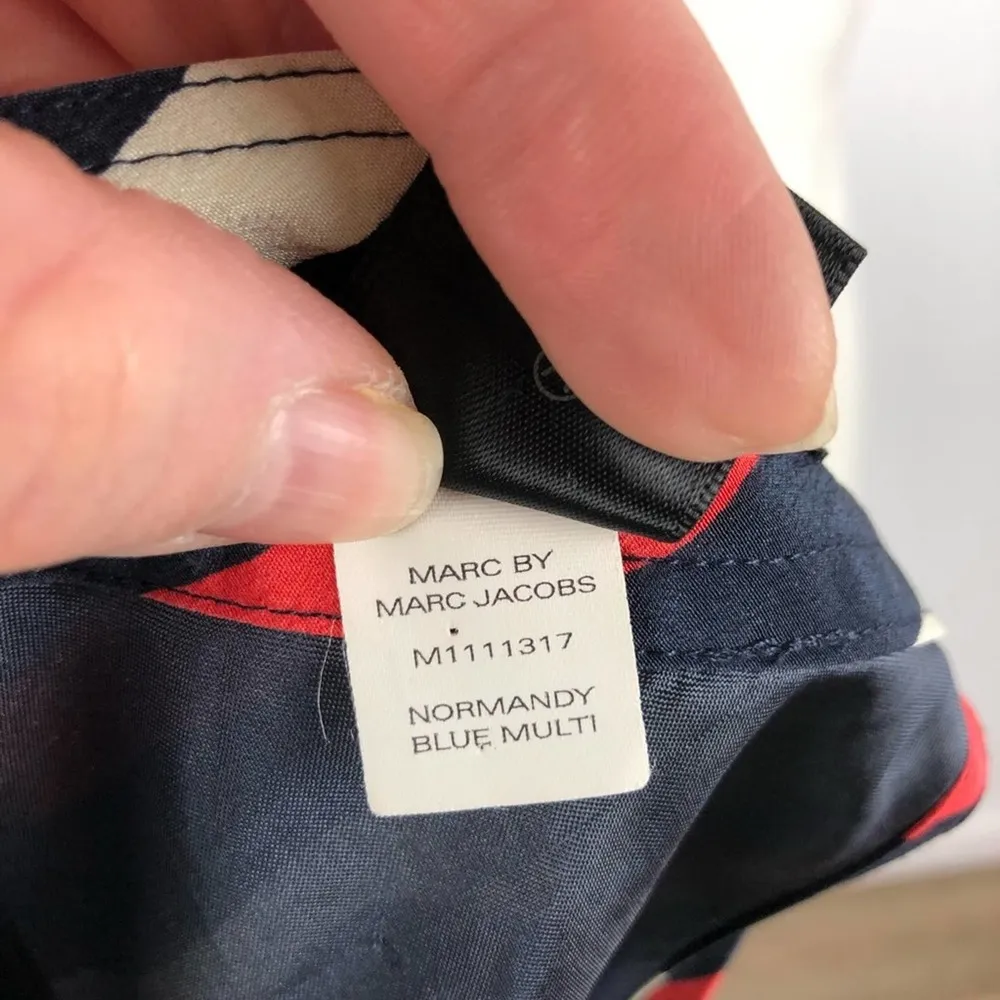 MARC BY
MARC JACOBS
M1111317
NORMANDY
BLUE MULTI